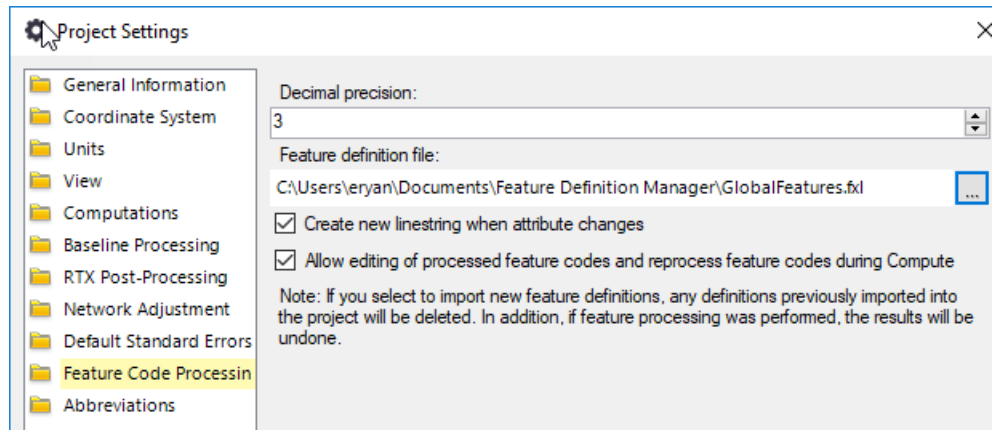 Project Settings
General Information
Coordinate System
Units
View
Computations
Baseline Processing
RTX Post-Processing
Network Adjustment
Default Standard Errors
Feature Code Processin
Abbreviations
Decimal precision:
3
Feature definition file:
C:\Users\eryan\Documents\Feature Definition Manager\GlobalFeatures.fxl
...
Create new linestring when attribute changes
Allow editing of processed feature codes and reprocess feature codes during Compute
Note: If you select to import new feature definitions, any definitions previously imported into
the project will be deleted. In addition, if feature processing was performed, the results will be
undone.